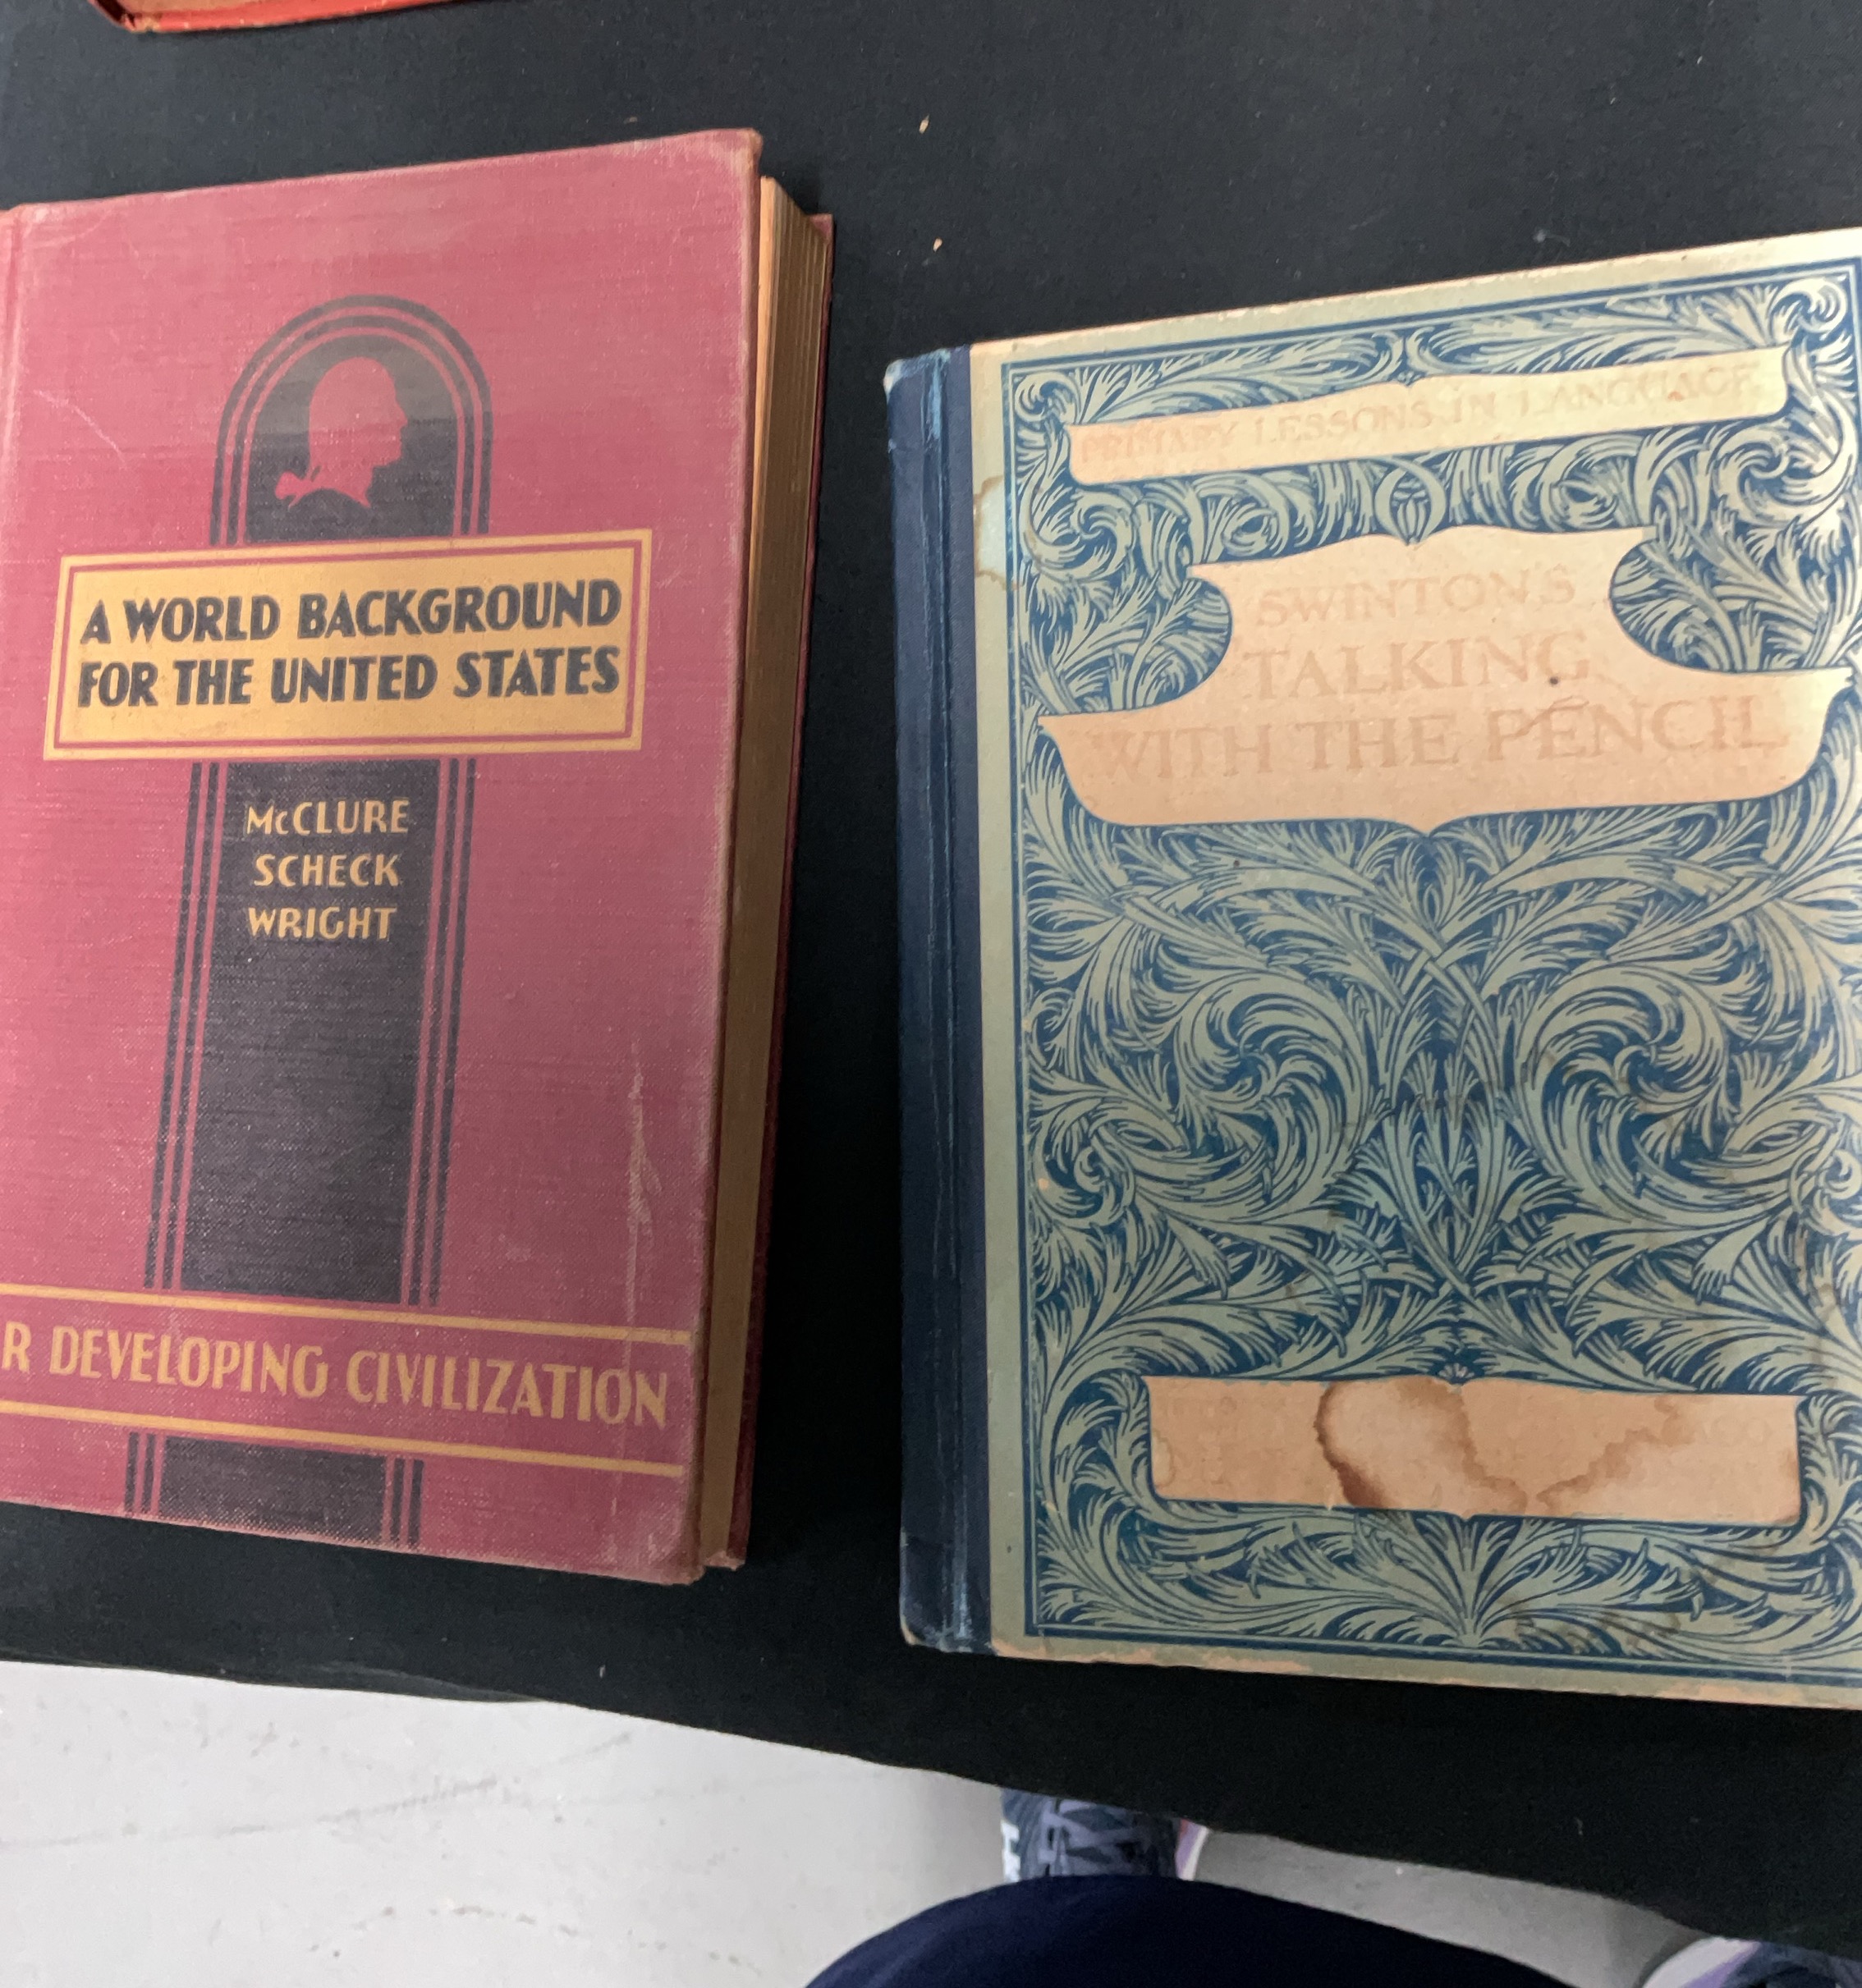 A WORLD BACKGROUND
FOR THE UNITED STATES
McCLURE
SCHECK
WRIGHT
R DEVELOPING CIVILIZATION
PRIMARY LESSONS IN LANGUAGE
SWINTON'S
TALKING
WITH THE PENCIL